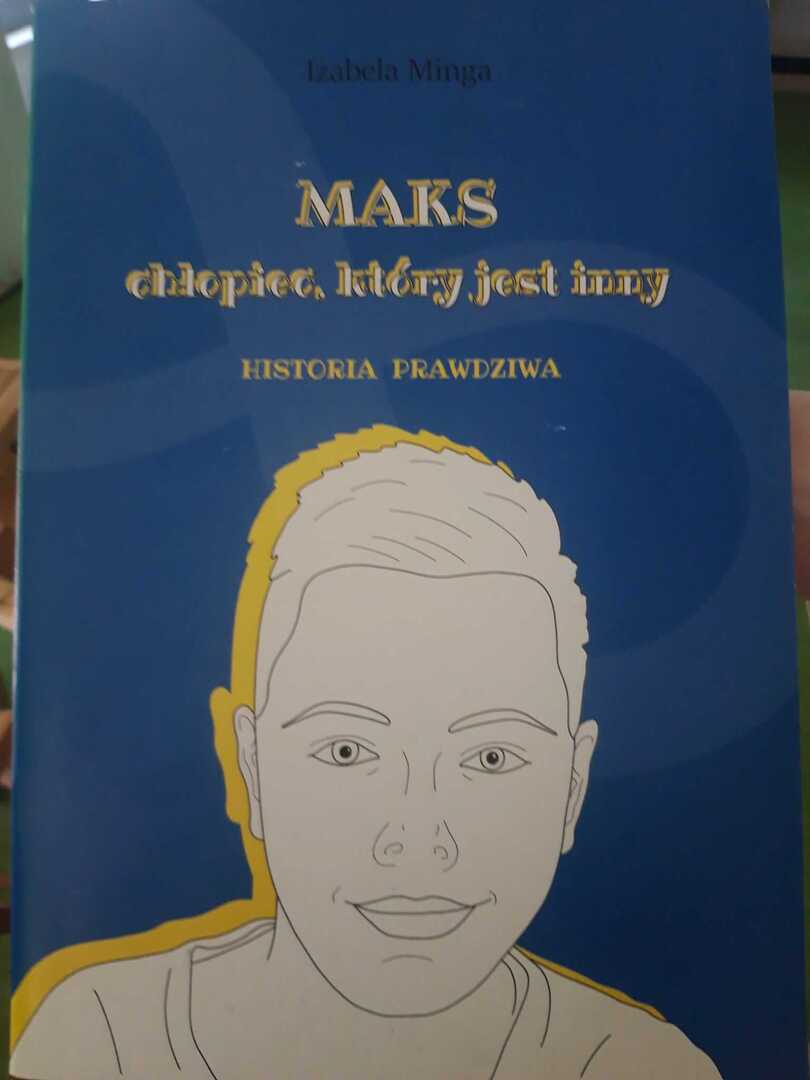 Izabela Minga
MAKS
chłopiec, który jest inny
HISTORIA PRAWDZIWA